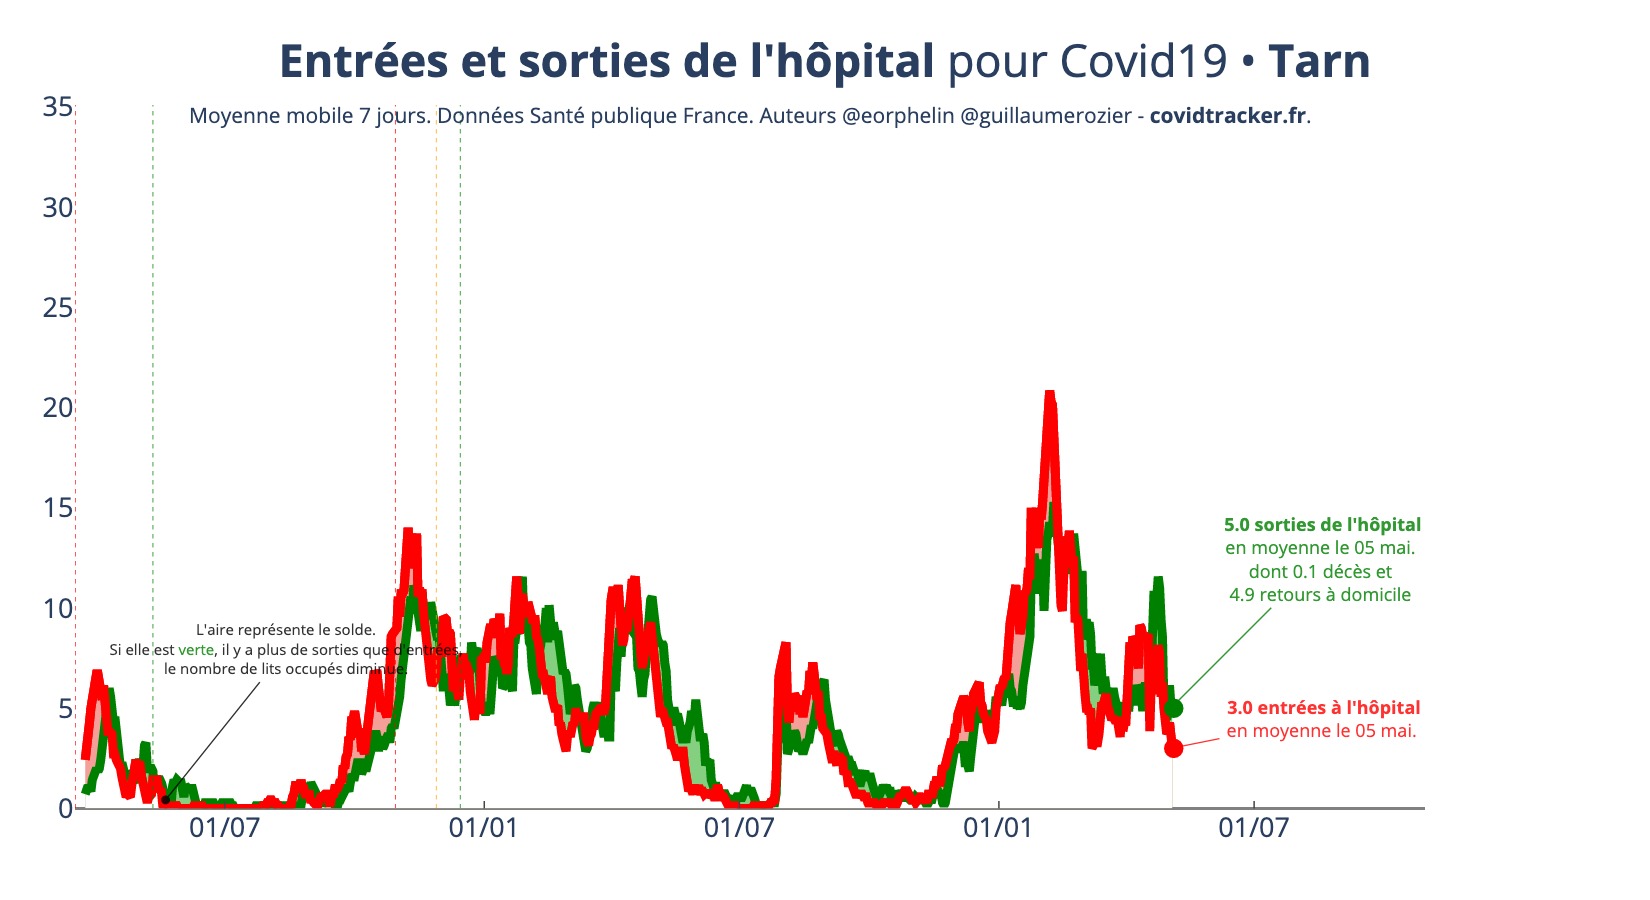 Entrées et sorties de l'hôpital pour Covid19 • Tarn
Moyenne mobile 7 jours. Données Santé publique France. Auteurs @eorphelin @guillaumerozier - covidtracker.fr.
35
30
25
20
15
10
5
0
L'aire représente le solde.
Si elle est verte, il y a plus de sorties que d'entrées,
le nombre de lits occupés diminue.
5.0 sorties de l'hôpital
en moyenne le 05 mai.
dont 0.1 décès et
4.9 retours à domicile
3.0 entrées à l'hôpital
en moyenne le 05 mai.
01/07 01/01 01/07 01/01 01/07